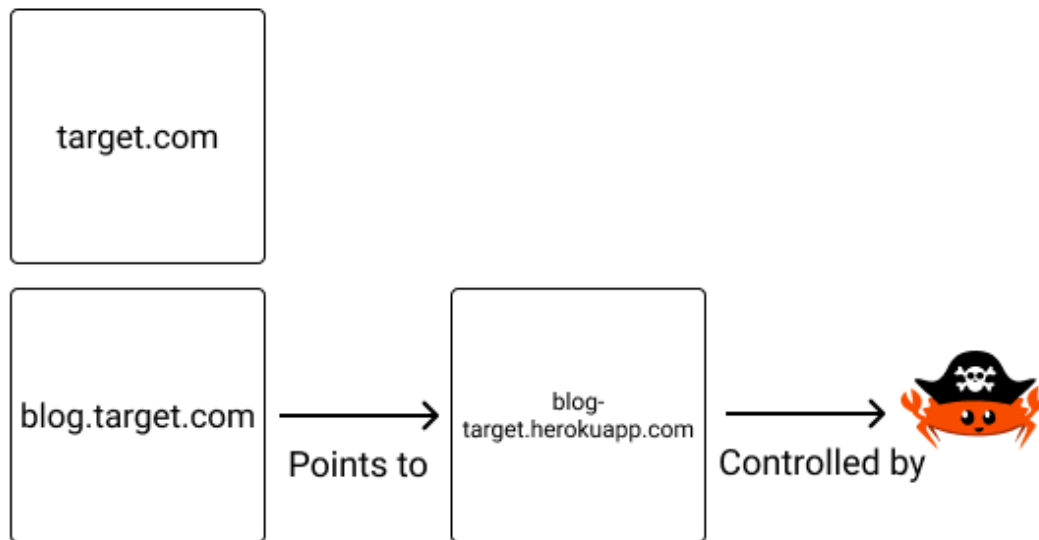 target.com
blog.target.com
Points to
blog-
target.herokuapp.com
Controlled by